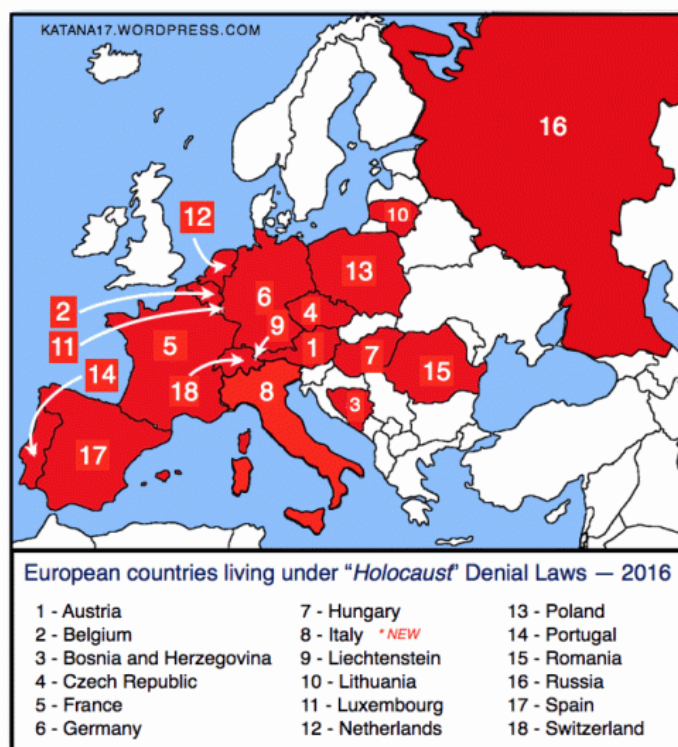 KATANA17.WORDPRESS.COM
16
12
10
13
2
6
4
9
11
5
1
7
14
18
15
8
3
17
European countries living under "Holocaust" Denial Laws — 2016
1 - Austria
2 - Belgium
3 - Bosnia and Herzegovina
4 - Czech Republic
5 - France
6 - Germany
7 - Hungary
8 - Italy * NEW
9 - Liechtenstein
10 - Lithuania
11 - Luxembourg
12 - Netherlands
13 - Poland
14 - Portugal
15 - Romania
16 - Russia
17 - Spain
18 - Switzerland